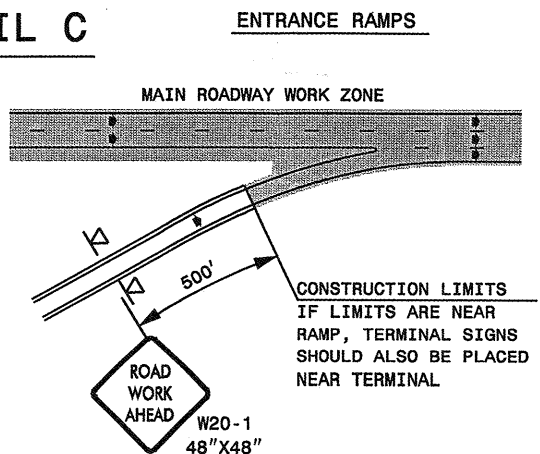 IL C
ENTRANCE RAMPS
MAIN ROADWAY WORK ZONE
500'
CONSTRUCTION LIMITS
IF LIMITS ARE NEAR
RAMP, TERMINAL SIGNS
SHOULD ALSO BE PLACED
NEAR TERMINAL
ROAD
WORK
AHEAD
W20-1
48"X48"